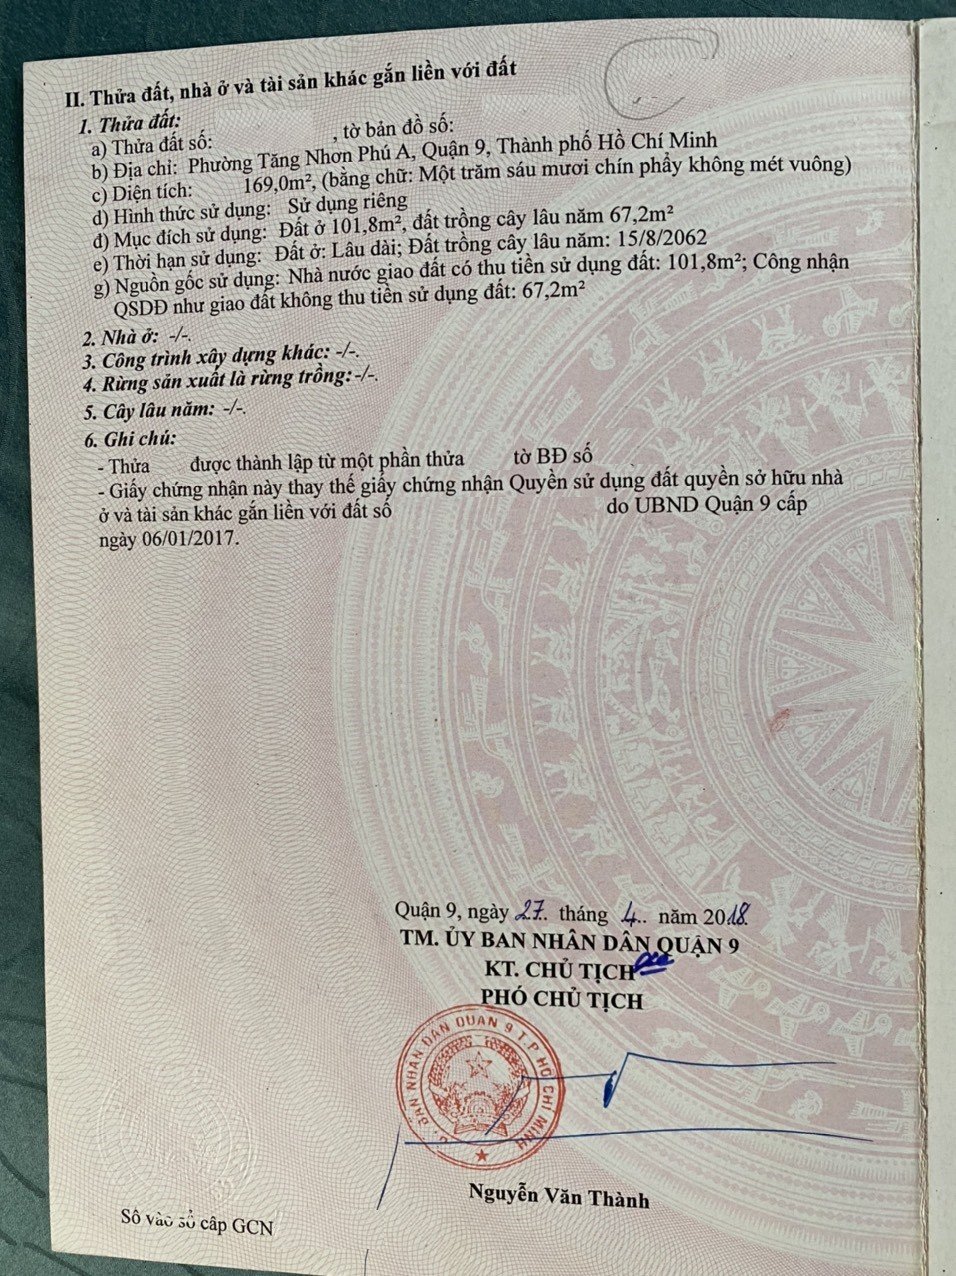 II. Thửa đất, nhà ở và tài sản khác gắn liền với đất
1. Thửa đất:
a) Thửa đất số: , tờ bản đồ số:
b) Địa chỉ: Phường Tăng Nhơn Phú A, Quận 9, Thành phố Hồ Chí Minh
c) Diện tích: 169,0m², (bằng chữ: Một trăm sáu mươi chín phẩy không mét vuông)
d) Hình thức sử dụng: Sử dụng riêng
đ) Mục đích sử dụng: Đất ở 101,8m², đất trồng cây lâu năm 67,2m²
e) Thời hạn sử dụng: Đất ở: Lâu dài; Đất trồng cây lâu năm: 15/8/2062
g) Nguồn gốc sử dụng: Nhà nước giao đất có thu tiền sử dụng đất: 101,8m²; Công nhận
QSDĐ như giao đất không thu tiền sử dụng đất: 67,2m²
2. Nhà ở: -/-.
3. Công trình xây dựng khác: -/-.
4. Rừng sản xuất là rừng trồng: -/-.
5. Cây lâu năm: -/-.
6. Ghi chú:
- Thửa được thành lập từ một phần thửa tờ BĐ số
- Giấy chứng nhận này thay thế giấy chứng nhận Quyền sử dụng đất quyền sở hữu nhà
ở và tài sản khác gắn liền với đất số do UBND Quận 9 cấp
ngày 06/01/2017.
Quận 9, ngày 27. tháng 4.. năm 2018
TM. ỦY BAN NHÂN DÂN QUẬN 9
KT. CHỦ TỊCH
PHÓ CHỦ TỊCH
U. BAN NHÂN DÂN QUẬN 9 T.P HỒ CHÍ MINH
Nguyễn Văn Thành
Số vào sổ cấp GCN